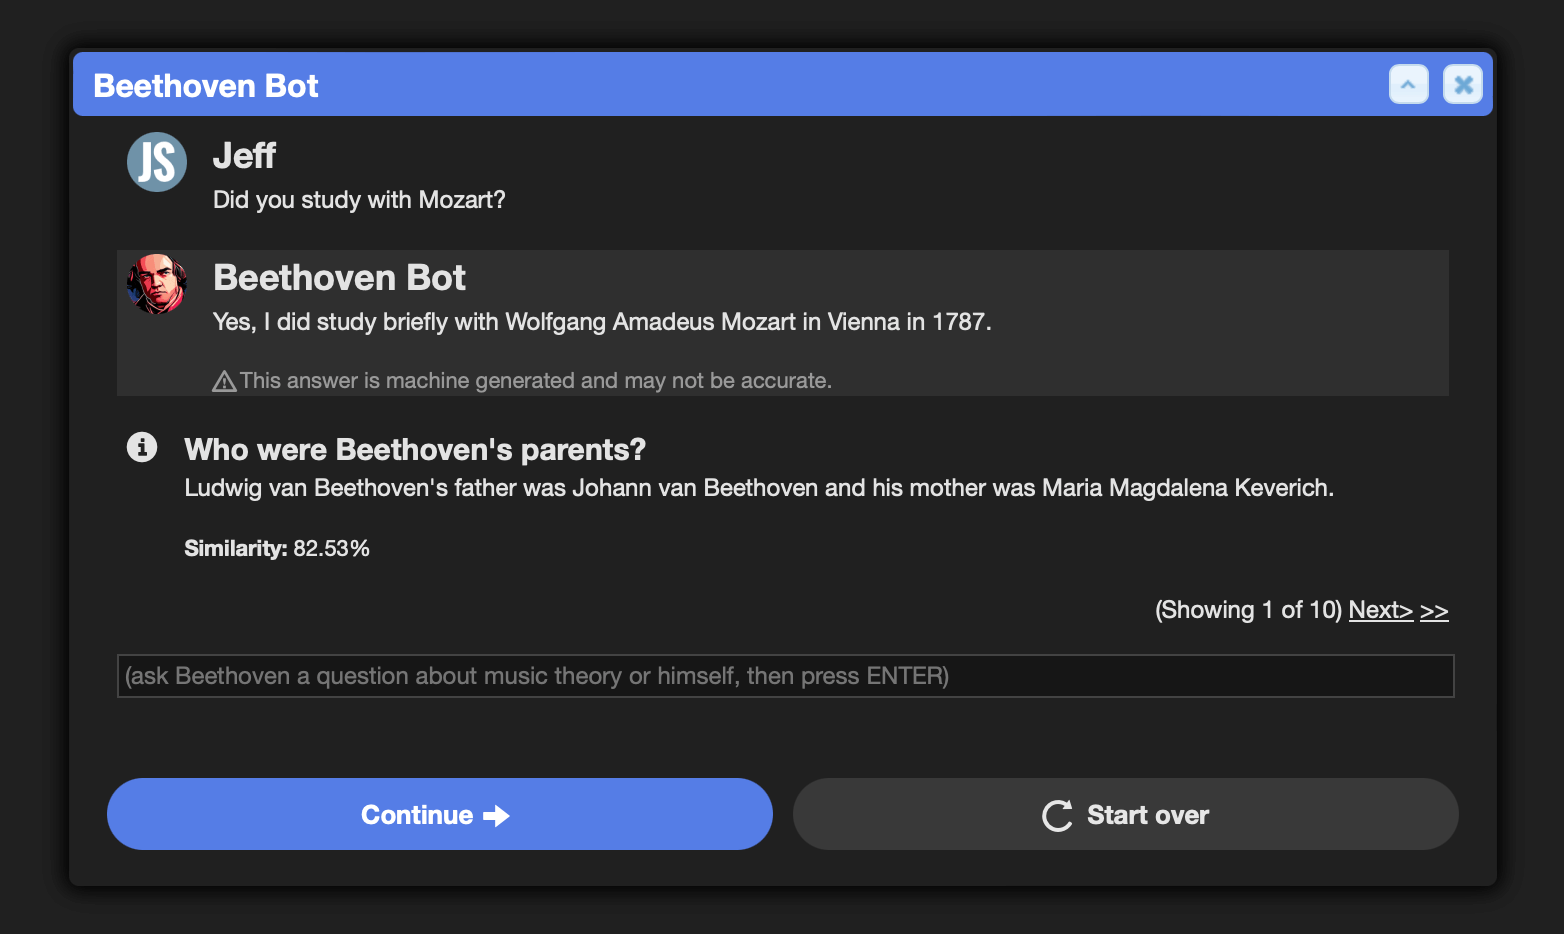 Beethoven Bot
JS
Jeff
Did you study with Mozart?
Beethoven Bot
Yes, I did study briefly with Wolfgang Amadeus Mozart in Vienna in 1787.
This answer is machine generated and may not be accurate.
Who were Beethoven's parents?
Ludwig van Beethoven's father was Johann van Beethoven and his mother was Maria Magdalena Keverich.
Similarity: 82.53%
(Showing 1 of 10) Next> >>
(ask Beethoven a question about music theory or himself, then press ENTER)
Continue
Start over